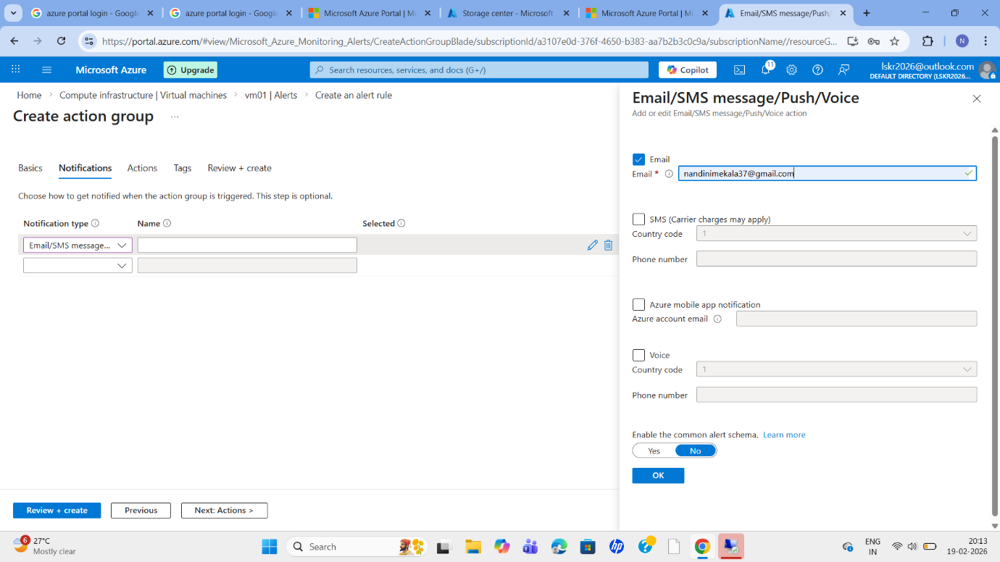 azure portal login - Google
azure portal login - Google
Microsoft Azure Portal | Mi
Storage center - Microsoft
Microsoft Azure Portal | Mi
Email/SMS message/Push/
https://portal.azure.com/#view/Microsoft_Azure_Monitoring_Alerts/CreateActionGroupBlade/subscriptionId/a3107e0d-376f-4650-b383-aa7b2b3c0c9a/subscriptionName//resourceG...
N
Microsoft Azure
Upgrade
Search resources, services, and docs (G+/)
Copilot
11
lskr2026@outlook.com
DEFAULT DIRECTORY (LSKR2026...
Home > Compute infrastructure | Virtual machines > vm01 | Alerts > Create an alert rule
Create action group ...
Basics Notifications Actions Tags Review + create
Choose how to get notified when the action group is triggered. This step is optional.
Notification type Name Selected
Email/SMS message...
Review + create Previous Next: Actions >
Email/SMS message/Push/Voice
Add or edit Email/SMS message/Push/Voice action
Email
Email * nandinimekala37@gmail.com
SMS (Carrier charges may apply)
Country code 1
Phone number
Azure mobile app notification
Azure account email
Voice
Country code 1
Phone number
Enable the common alert schema. Learn more
Yes No
OK
6
27°C
Mostly clear
Search
ENG
IN
20:13
19-02-2026